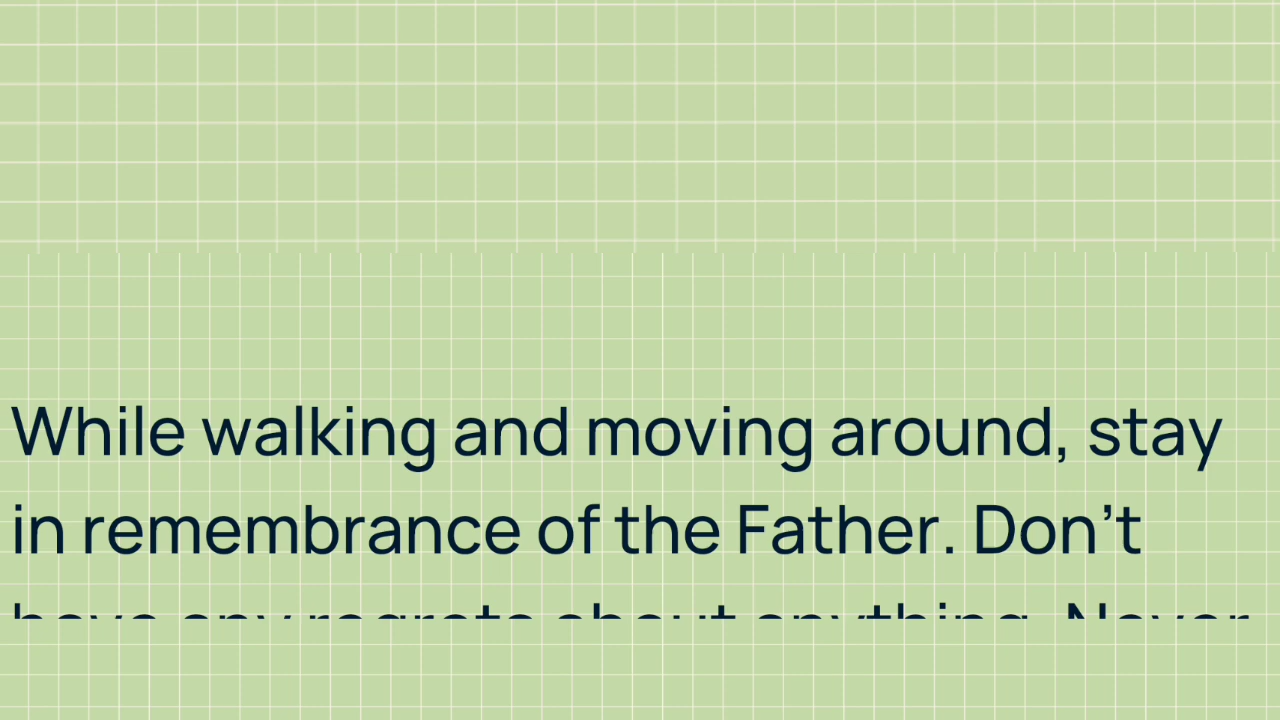 While walking and moving around, stay
in remembrance of the Father. Don’t
have any regrets about anything. Never